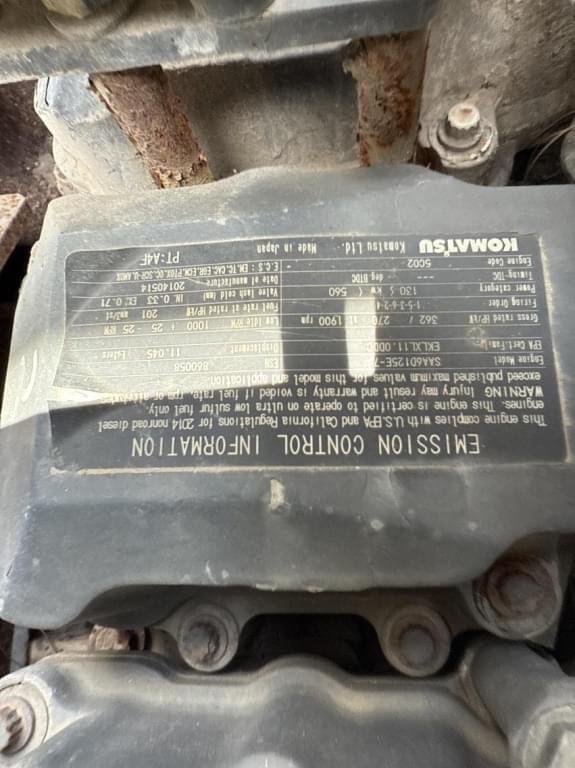 EMISSION CONTROL INFORMATION
This engine complies with U.S.EPA and California Regulations for 2014 nonroad diesel
engines. This engine is certified to operate on ultra low sulfur fuel only.
WARNING Injury may result and warranty is voided if fuel rate, rpm or
exceed published maximum values for this model and application.
Engine Model SAA6D125E- ESN 860058
EPA Cert. Family EKLXL11. Displacement 11.045 liters
Gross rated HP/kW 362 / 270 at 1900 rpm Low Idle RPM 1000 + 25 - 25 RPM
Firing order 1-5-3-6-2-4 Fuel rate at rated HP/kW 201 mm3/st
Power category 130 ≤ kW ≤ 560 Valve lash cold (mm) IN. 0.33 EX. 0.71
Timing, TDC --- deg BTDC Date of manufacture 20140514
Engine Code 5C02 E.C.S. EM,TC,CAC,EGR,ECM,PTOX,OC,SCR-U,AMOX
KOMATSU Komatsu Ltd. Made in Japan PT:A4F